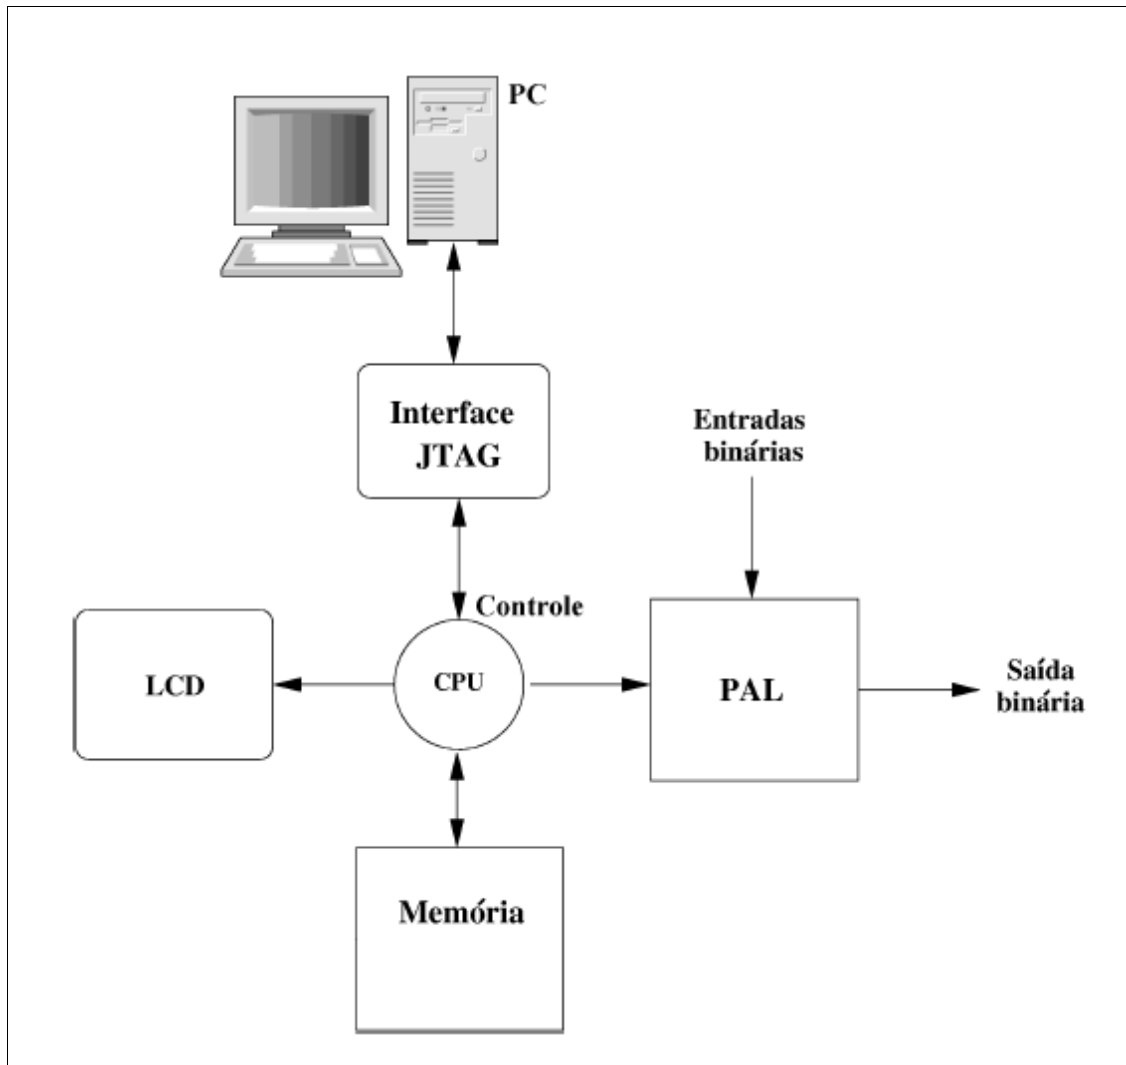 PC
Interface
JTAG
Entradas
binárias
Controle
LCD
CPU
PAL
Saída
binária
Memória